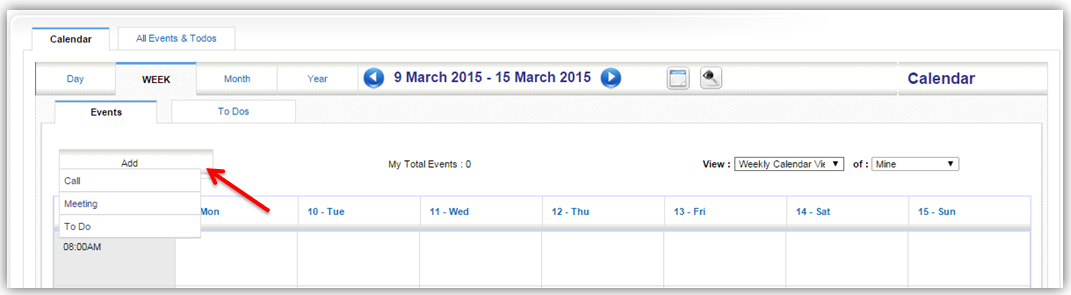 Calendar All Events & Todos
Day WEEK Month Year 9 March 2015 - 15 March 2015 Calendar
Events To Dos
Add My Total Events : 0 View : Weekly Calendar Vie of : Mine
Call
Meeting
To Do
Mon 10 - Tue 11 - Wed 12 - Thu 13 - Fri 14 - Sat 15 - Sun
08:00AM